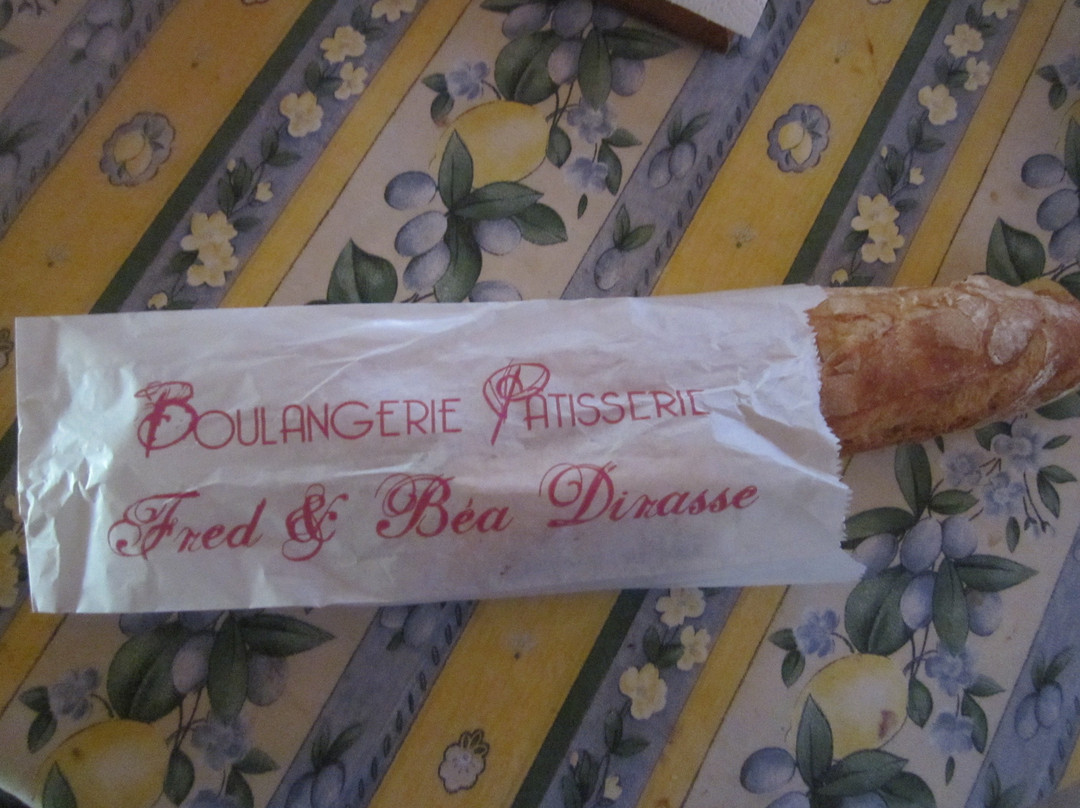 BOULANGERIE PATISSERIE
Fred & Béa Dirasse